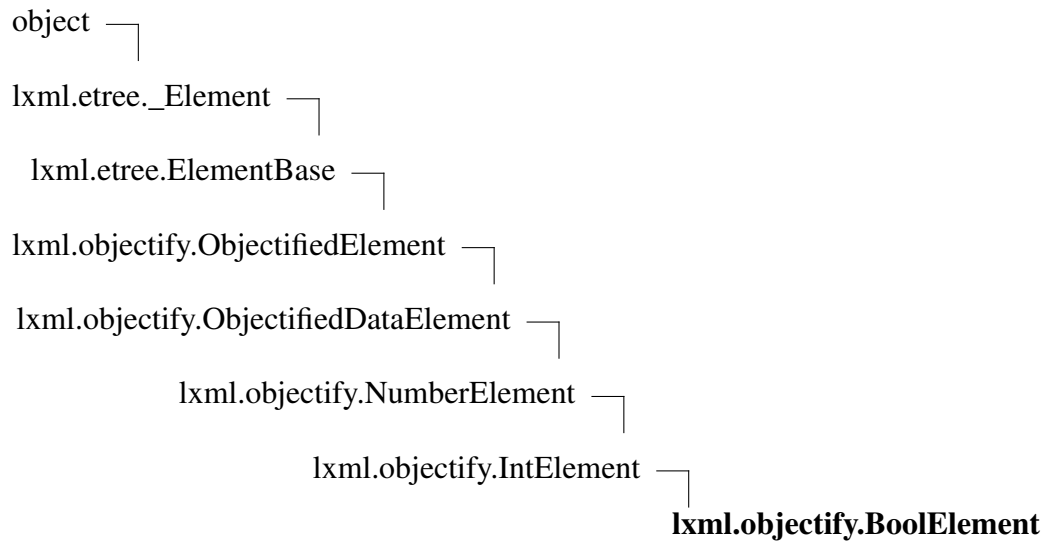 object
lxml.etree._Element
lxml.etree.ElementBase
lxml.objectify.ObjectifiedElement
lxml.objectify.ObjectifiedDataElement
lxml.objectify.NumberElement
lxml.objectify.IntElement
lxml.objectify.BoolElement